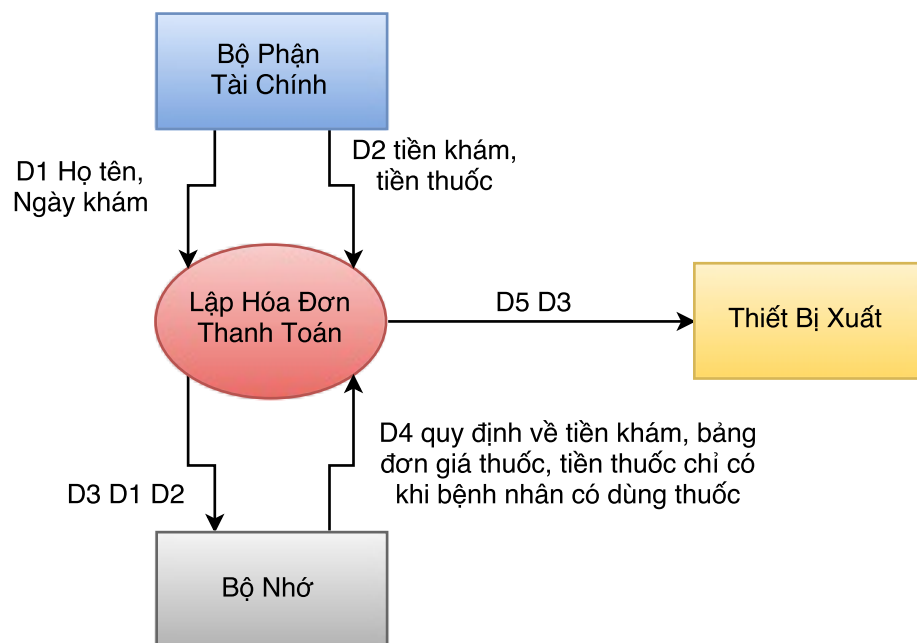 Bộ Phận
Tài Chính
D1 Họ tên,
Ngày khám
D2 tiền khám,
tiền thuốc
Lập Hóa Đơn
Thanh Toán
D5 D3
Thiết Bị Xuất
D4 quy định về tiền khám, bảng
đơn giá thuốc, tiền thuốc chỉ có
khi bệnh nhân có dùng thuốc
D3 D1 D2
Bộ Nhớ